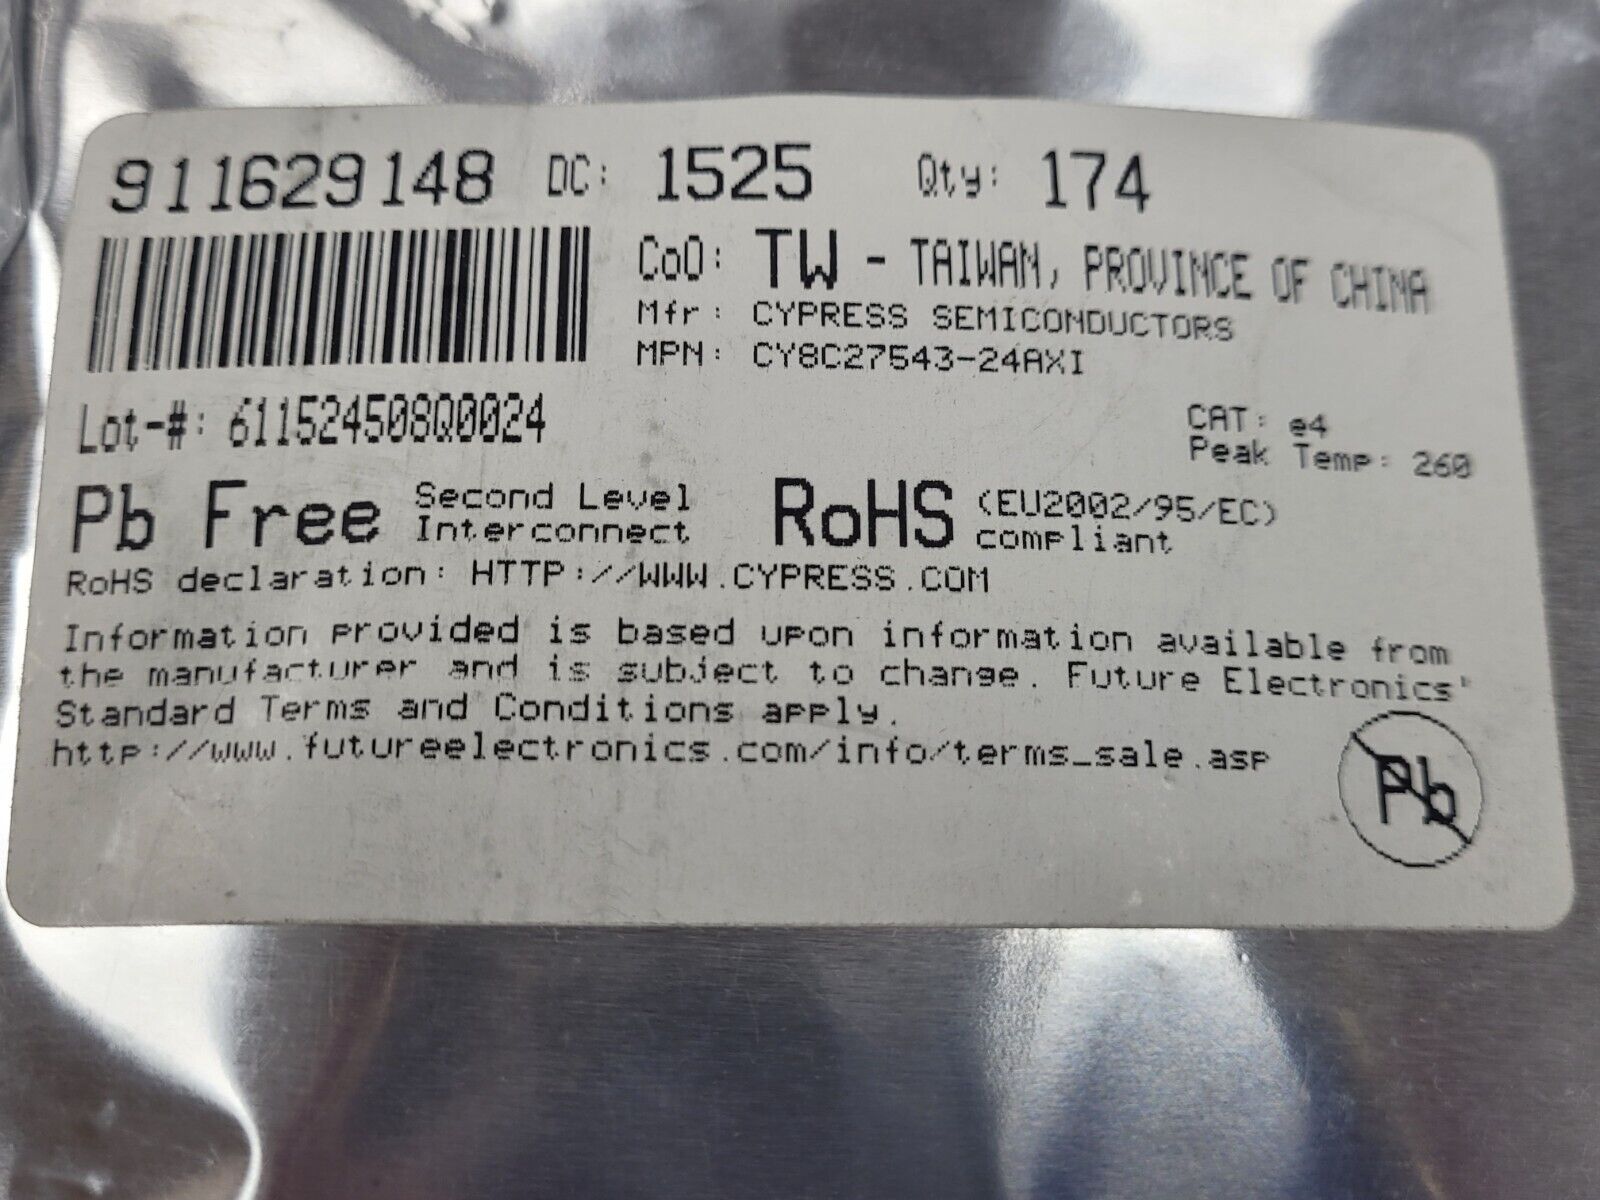 911629148 DC: 1525 Qty: 174
CoO: TW - TAIWAN, PROVINCE OF CHINA
Mfr: CYPRESS SEMICONDUCTORS
MPN: CY8C27543-24AXI
Lot-#: 611524508Q0024
CAT: e4
Peak Temp: 260
Pb Free Second Level Interconnect
RoHS (EU2002/95/EC) compliant
RoHS declaration: HTTP://WWW.CYPRESS.COM
Information provided is based upon information available from
the manufacturer and is subject to change. Future Electronics'
Standard Terms and Conditions apply.
http://www.futureelectronics.com/info/terms_sale.asp
Pb